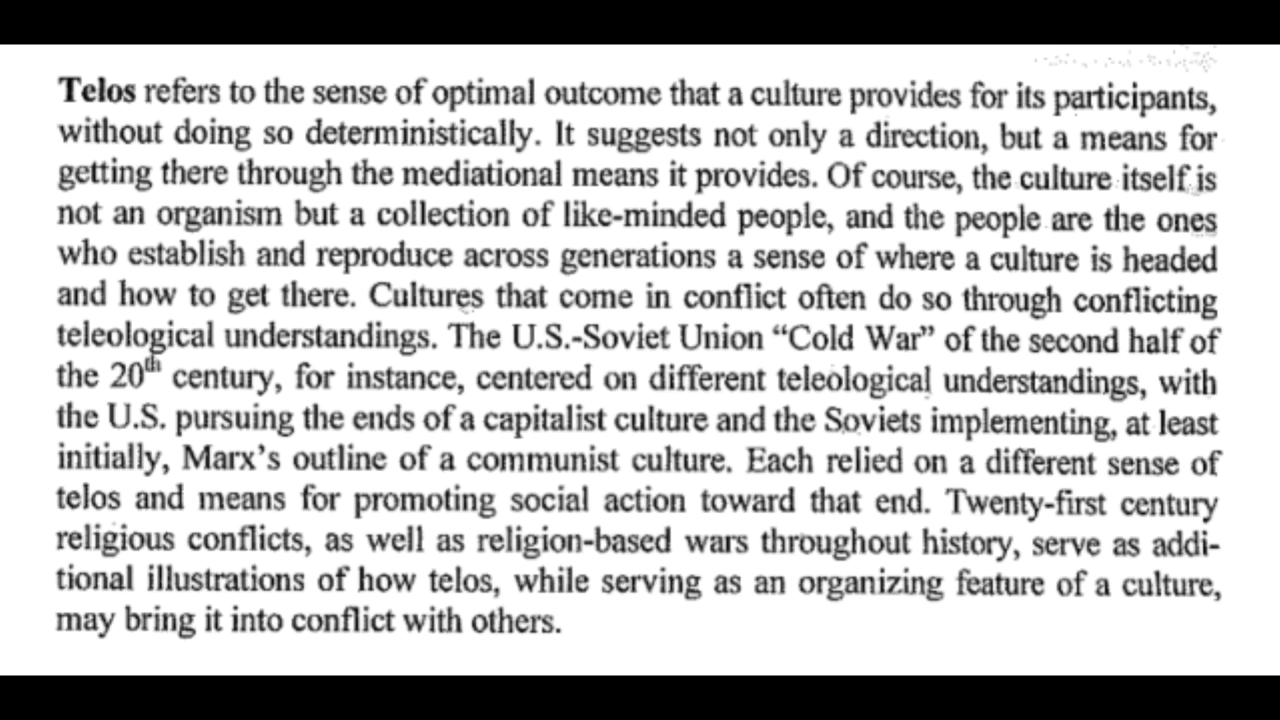 Telos refers to the sense of optimal outcome that a culture provides for its participants,
without doing so deterministically. It suggests not only a direction, but a means for
getting there through the mediational means it provides. Of course, the culture itself is
not an organism but a collection of like-minded people, and the people are the ones
who establish and reproduce across generations a sense of where a culture is headed
and how to get there. Cultures that come in conflict often do so through conflicting
teleological understandings. The U.S.-Soviet Union “Cold War” of the second half of
the 20th century, for instance, centered on different teleological understandings, with
the U.S. pursuing the ends of a capitalist culture and the Soviets implementing, at least
initially, Marx’s outline of a communist culture. Each relied on a different sense of
telos and means for promoting social action toward that end. Twenty-first century
religious conflicts, as well as religion-based wars throughout history, serve as addi-
tional illustrations of how telos, while serving as an organizing feature of a culture,
may bring it into conflict with others.